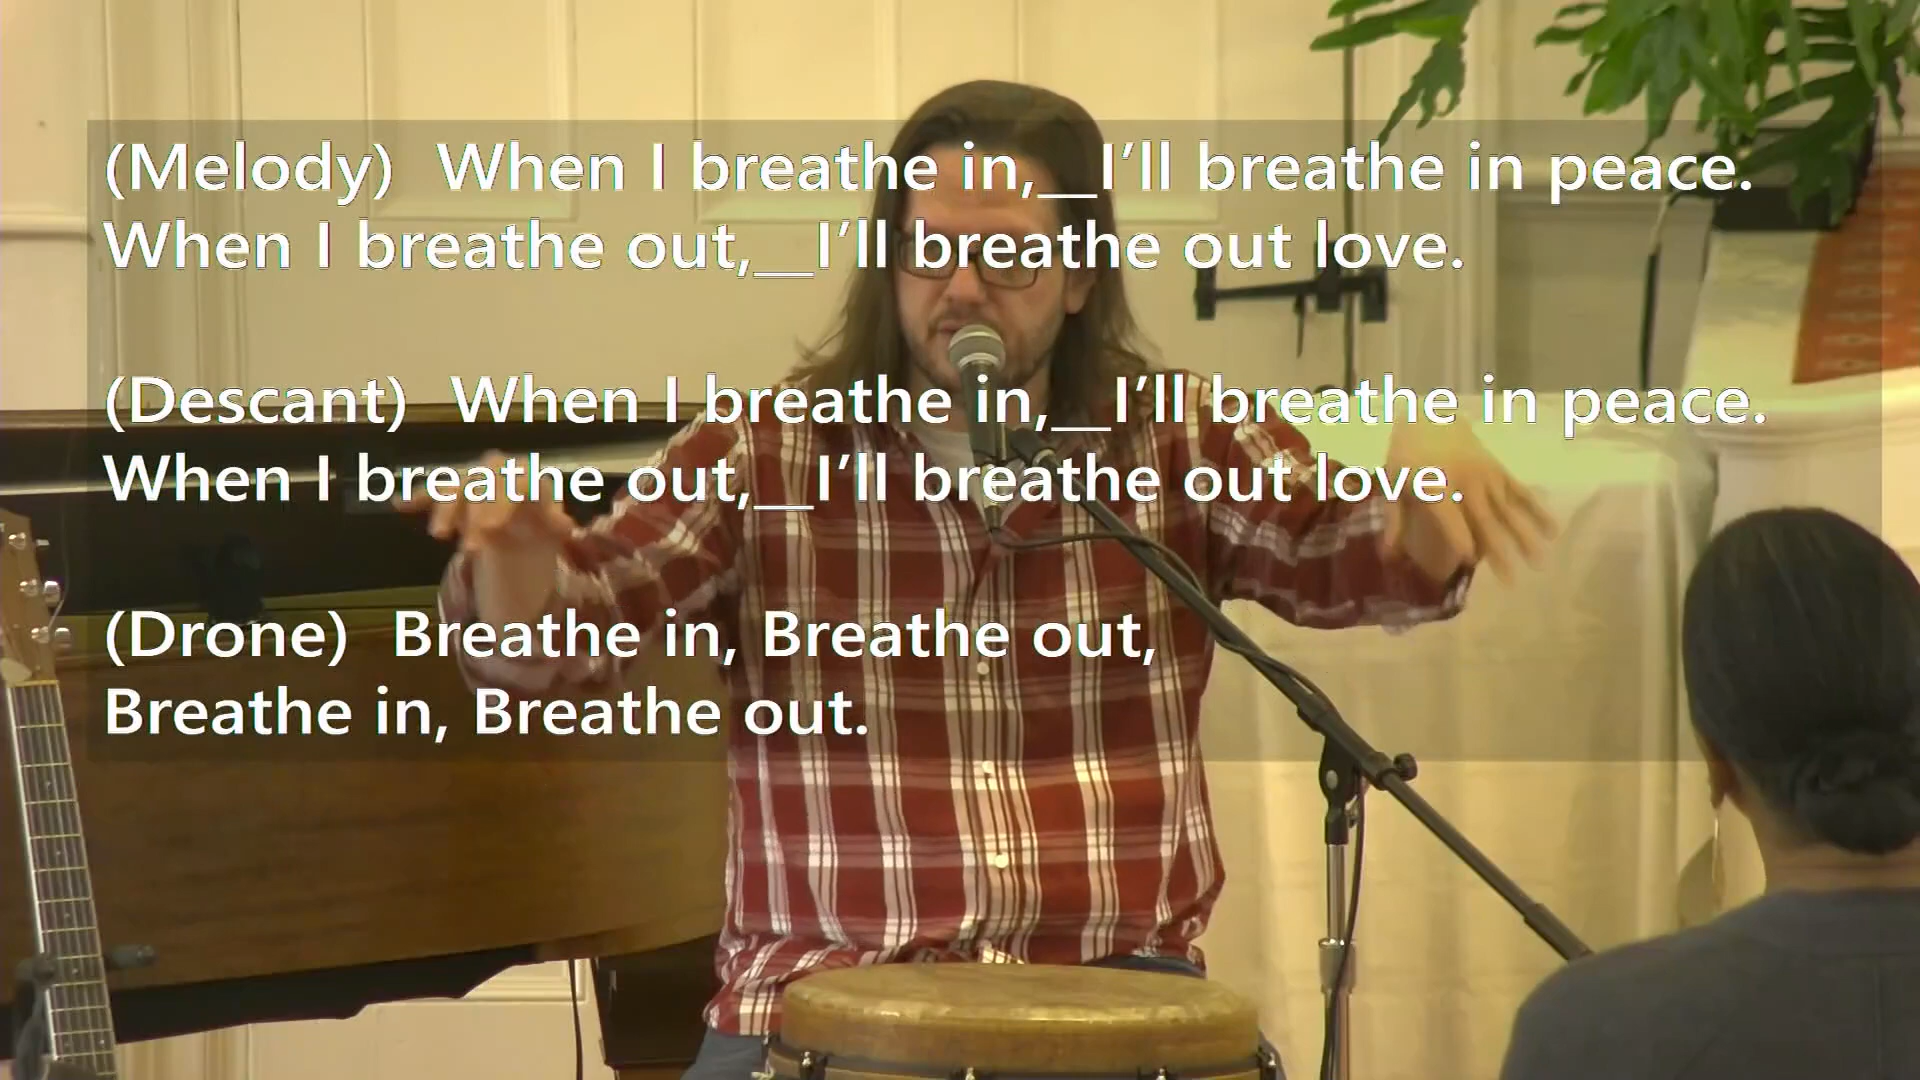 (Melody)  When I breathe in,__I’ll breathe in peace.
When I breathe out,__I’ll breathe out love.
(Descant)  When I breathe in,__I’ll breathe in peace.
When I breathe out,__I’ll breathe out love.
(Drone)  Breathe in, Breathe out,
Breathe in, Breathe out.